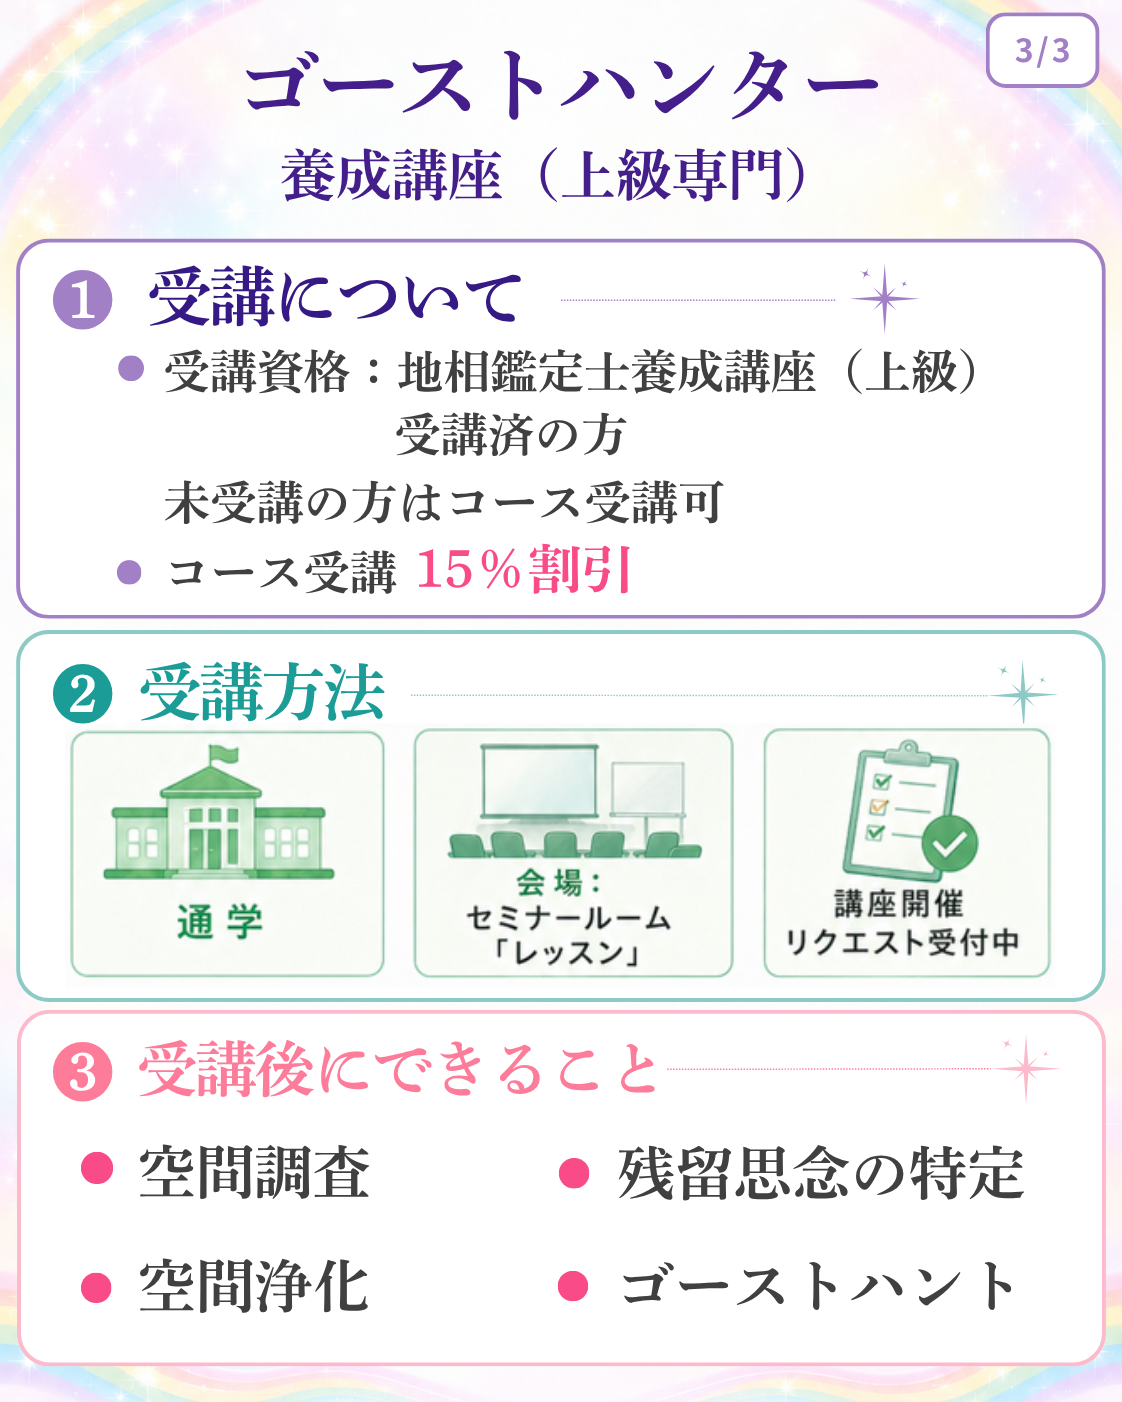 3/3
ゴーストハンター
養成講座（上級専門）
1 受講について
● 受講資格：地相鑑定士養成講座（上級）
受講済の方
未受講の方はコース受講可
● コース受講 15％割引
2 受講方法
通学
会場：
セミナールーム
「レッスン」
講座開催
リクエスト受付中
3 受講後にできること
● 空間調査
● 残留思念の特定
● 空間浄化
● ゴーストハント